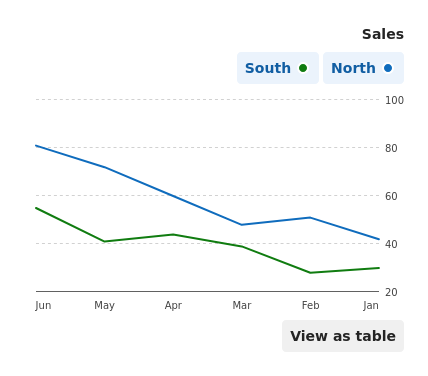 Sales
North
South
100
80
60
40
20
Jan
Feb
Mar
Apr
May
Jun
View as table